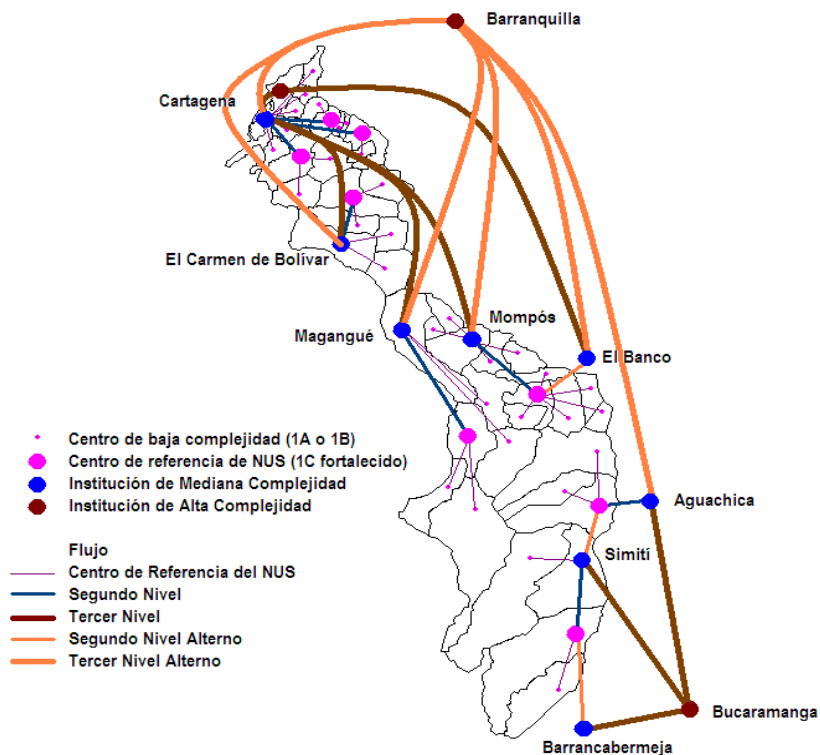 Barranquilla
Cartagena
El Carmen de Bolívar
Magangué
Mompós
El Banco
Centro de baja complejidad (1A o 1B)
Centro de referencia de NUS (1C fortalecido)
Institución de Mediana Complejidad
Institución de Alta Complejidad
Aguachica
Simití
Flujo
Centro de Referencia del NUS
Segundo Nivel
Tercer Nivel
Segundo Nivel Alterno
Tercer Nivel Alterno
Bucaramanga
Barrancabermeja